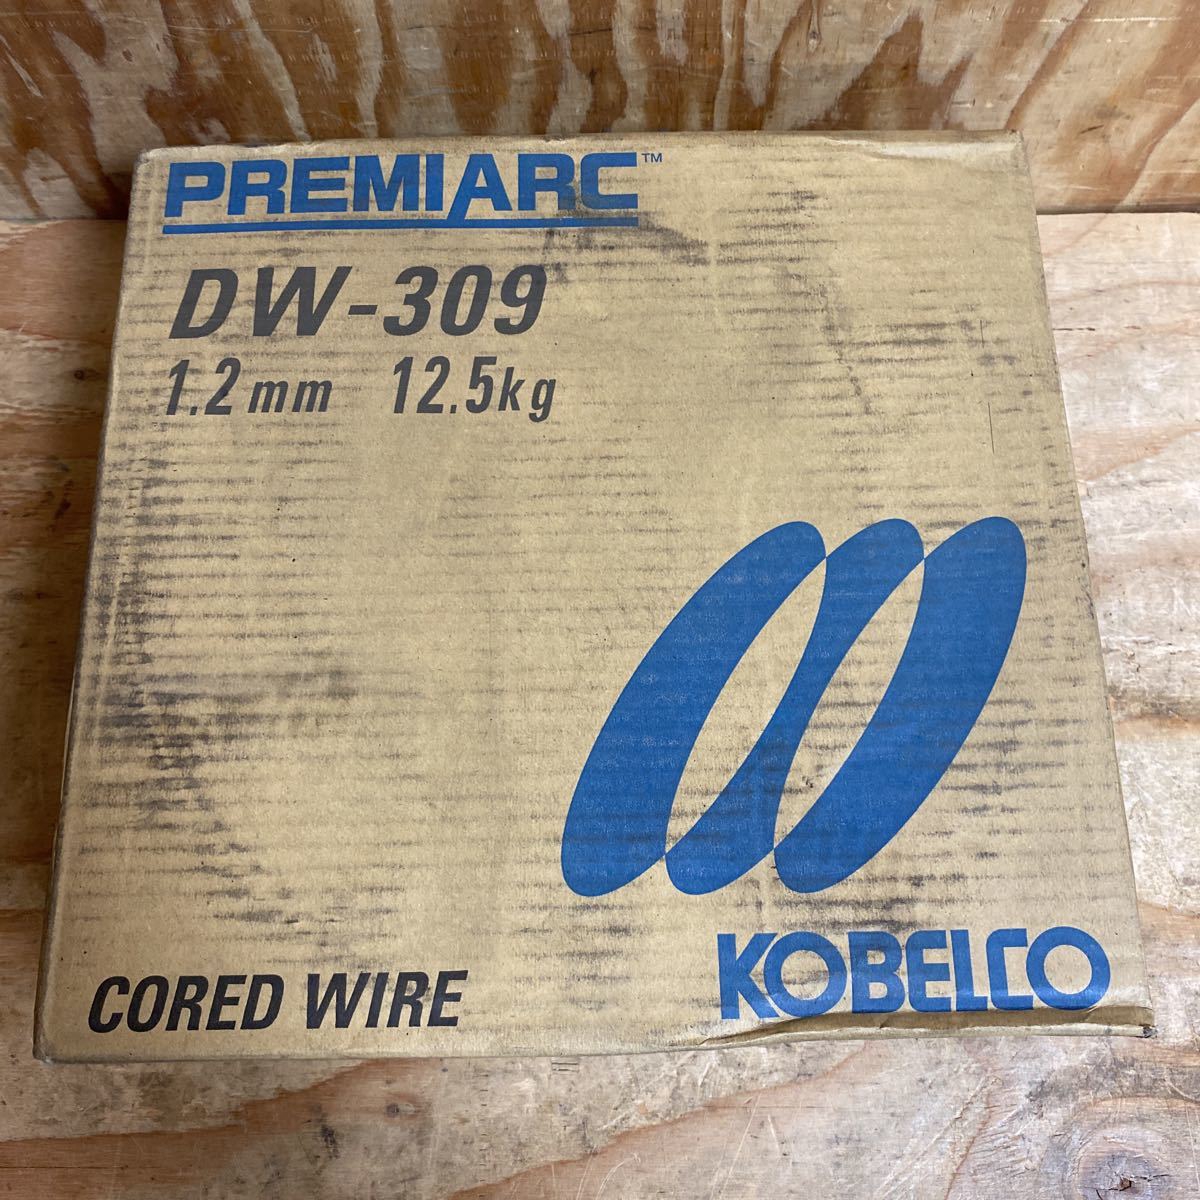 PREMIARC™
DW-309
1.2mm 12.5kg
CORED WIRE
KOBELCO